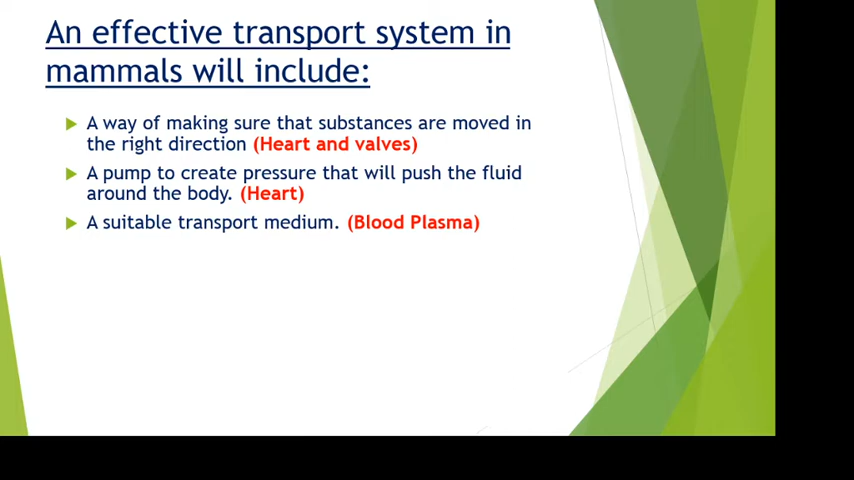 An effective transport system in
mammals will include:
A way of making sure that substances are moved in
the right direction (Heart and valves)
A pump to create pressure that will push the fluid
around the body. (Heart)
A suitable transport medium. (Blood Plasma)